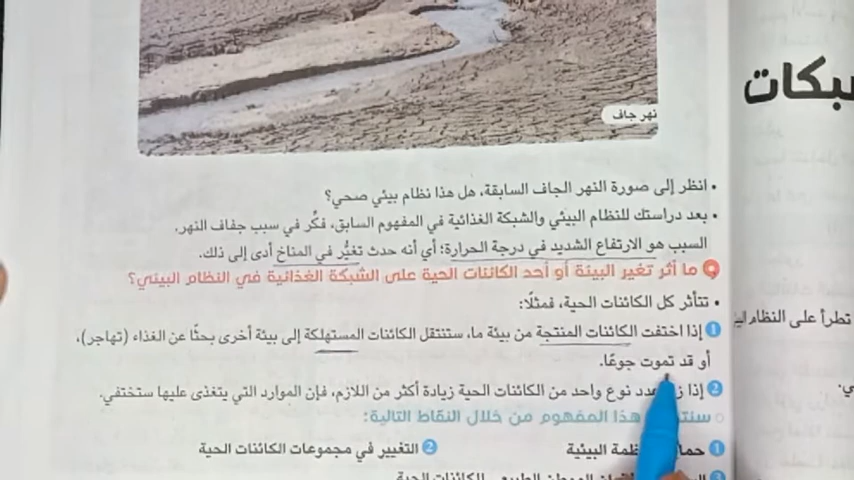 نهر جاف
• انظر إلى صورة النهر الجاف السابقة، هل هذا نظام بيئي صحي؟
• بعد دراستك للنظام البيئي والشبكة الغذائية في المفهوم السابق، فكِّر في سبب جفاف النهر.
السبب هو الارتفاع الشديد في درجة الحرارة؛ أي أنه حدث تغيُّر في المناخ أدى إلى ذلك.
ما أثر تغير البيئة أو أحد الكائنات الحية على الشبكة الغذائية في النظام البيئي؟
• تتأثر كل الكائنات الحية، فمثلًا:
1 إذا اختفت الكائنات المنتجة من بيئة ما، ستنتقل الكائنات المستهلكة إلى بيئة أخرى بحثًا عن الغذاء (تهاجر)،
أو قد تموت جوعًا.
2 إذا عدد نوع واحد من الكائنات الحية زيادة أكثر من اللازم، فإن الموارد التي يتغذى عليها ستختفي.
هذا المفهوم من خلال النقاط التالية:
1 التغيير في
2 التغيير في مجموعات الكائنات الحية
3 للكائنات الحية
تطرأ على النظام